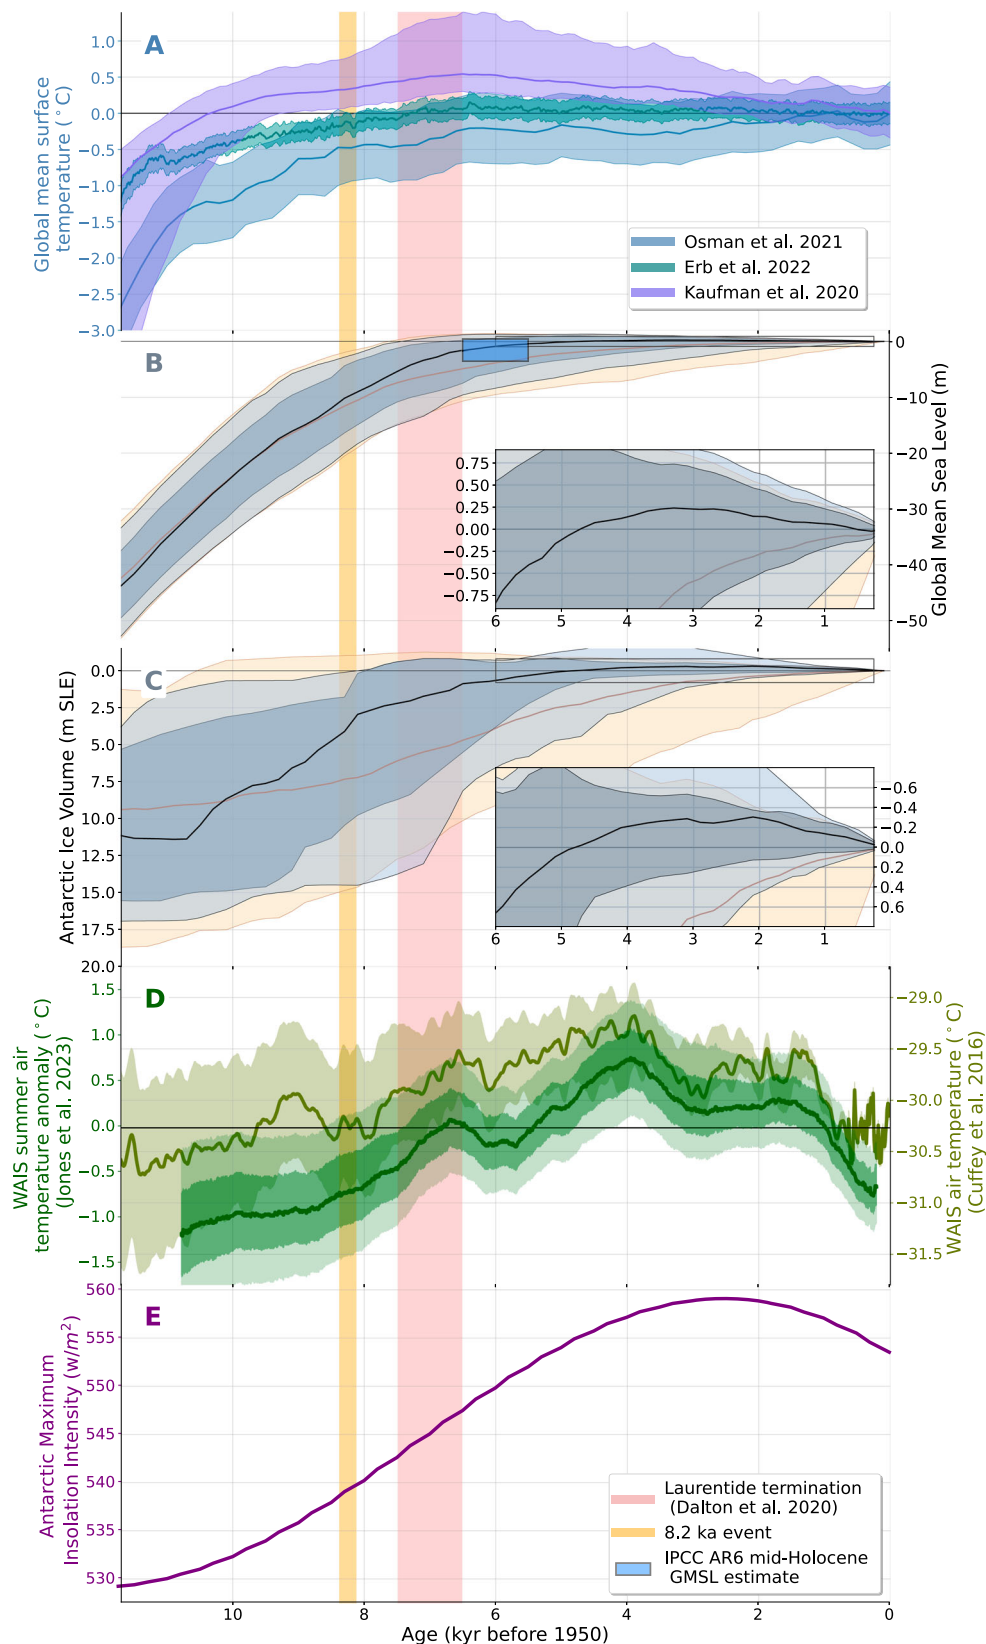 A
Global mean surface
temperature (°C)
1.0
0.5
0.0
−0.5
−1.0
−1.5
−2.0
−2.5
−3.0
Osman et al. 2021
Erb et al. 2022
Kaufman et al. 2020
B
0
−10
−20
−30
−40
−50
Global Mean Sea Level (m)
0.75
0.50
0.25
0.00
−0.25
−0.50
−0.75
6 5 4 3 2 1
C
Antarctic Ice Volume (m SLE)
0.0
2.5
5.0
7.5
10.0
12.5
15.0
17.5
20.0
−0.6
−0.4
−0.2
0.0
0.2
0.4
0.6
6 5 4 3 2 1
D
WAIS summer air
temperature anomaly (°C)
(Jones et al. 2023)
1.5
1.0
0.5
0.0
−0.5
−1.0
−1.5
−29.0
−29.5
−30.0
−30.5
−31.0
−31.5
WAIS air temperature (°C)
(Cuffey et al. 2016)
E
Antarctic Maximum
Insolation Intensity (w/m²)
560
555
550
545
540
535
530
Laurentide termination
(Dalton et al. 2020)
8.2 ka event
IPCC AR6 mid-Holocene
GMSL estimate
10 8 6 4 2 0
Age (kyr before 1950)